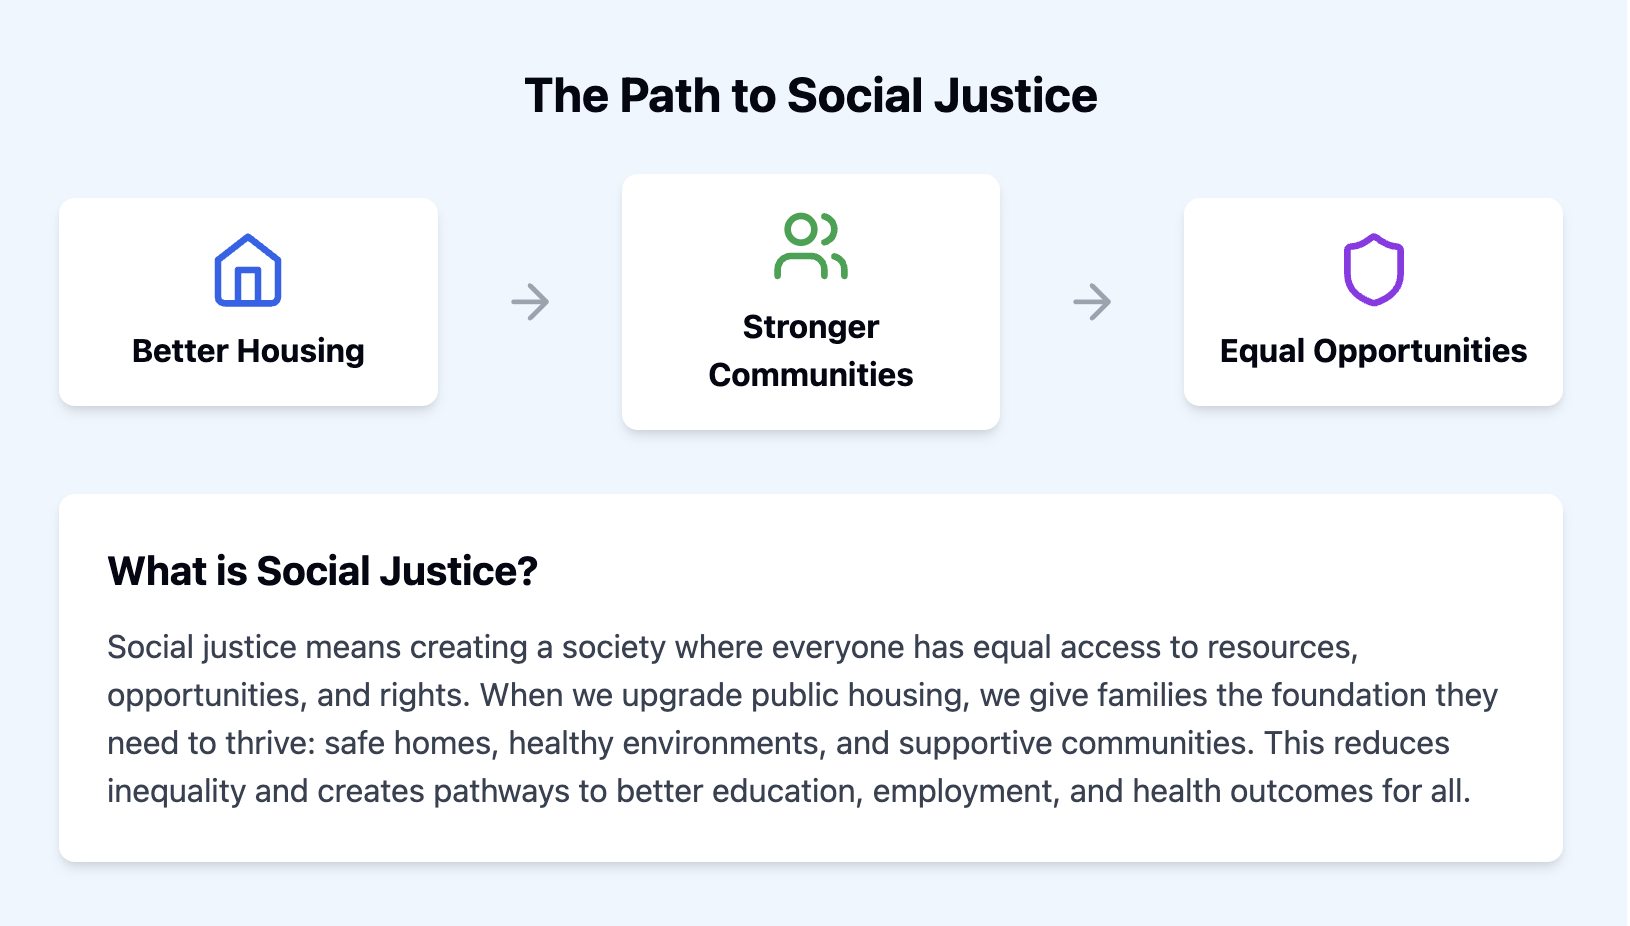 The Path to Social Justice
Better Housing
Stronger
Communities
Equal Opportunities
What is Social Justice?
Social justice means creating a society where everyone has equal access to resources,
opportunities, and rights. When we upgrade public housing, we give families the foundation they
need to thrive: safe homes, healthy environments, and supportive communities. This reduces
inequality and creates pathways to better education, employment, and health outcomes for all.